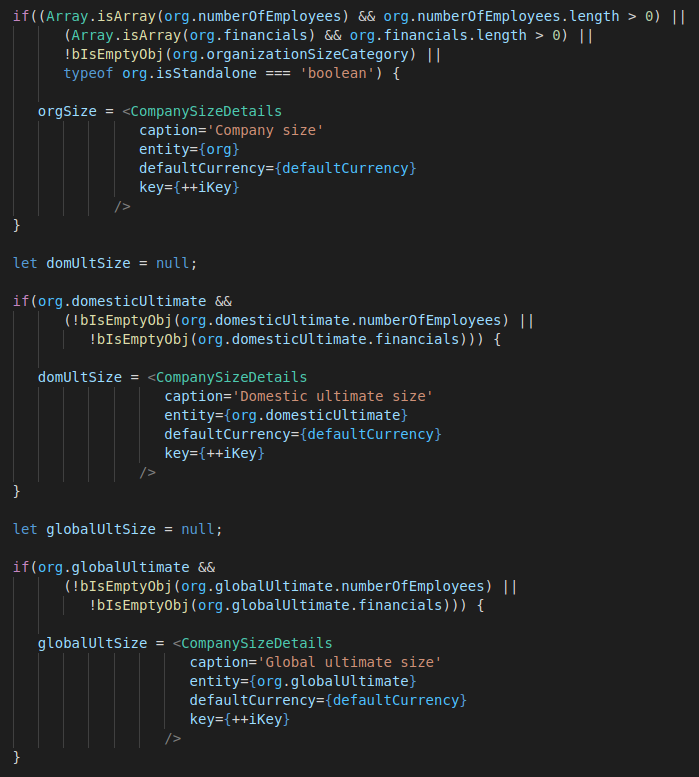 if((Array.isArray(org.numberOfEmployees) && org.numberOfEmployees.length > 0) ||
(Array.isArray(org.financials) && org.financials.length > 0) ||
!bIsEmptyObj(org.organizationSizeCategory) ||
typeof org.isStandalone === 'boolean') {
orgSize = <CompanySizeDetails
caption='Company size'
entity={org}
defaultCurrency={defaultCurrency}
key={++iKey}
/>
}
let domUltSize = null;
if(org.domesticUltimate &&
(!bIsEmptyObj(org.domesticUltimate.numberOfEmployees) ||
!bIsEmptyObj(org.domesticUltimate.financials))) {
domUltSize = <CompanySizeDetails
caption='Domestic ultimate size'
entity={org.domesticUltimate}
defaultCurrency={defaultCurrency}
key={++iKey}
/>
}
let globalUltSize = null;
if(org.globalUltimate &&
(!bIsEmptyObj(org.globalUltimate.numberOfEmployees) ||
!bIsEmptyObj(org.globalUltimate.financials))) {
globalUltSize = <CompanySizeDetails
caption='Global ultimate size'
entity={org.globalUltimate}
defaultCurrency={defaultCurrency}
key={++iKey}
/>
}